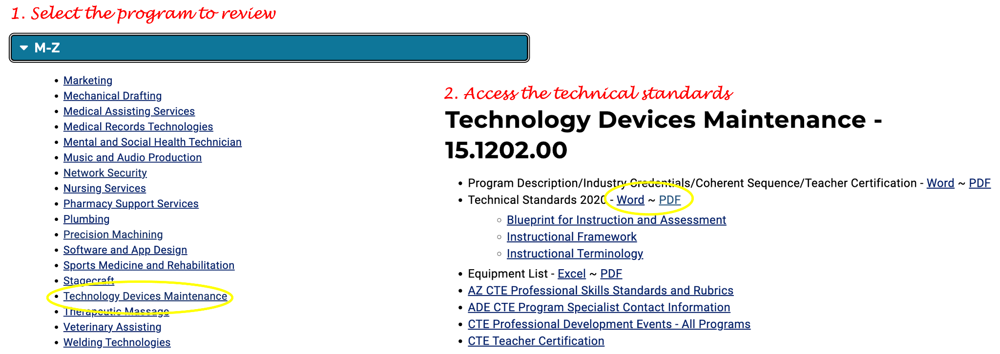 1. Select the program to review
M-Z
Marketing
Mechanical Drafting
Medical Assisting Services
Medical Records Technologies
Mental and Social Health Technician
Music and Audio Production
Network Security
Nursing Services
Pharmacy Support Services
Plumbing
Precision Machining
Software and App Design
Sports Medicine and Rehabilitation
Stagecraft
Technology Devices Maintenance
Therapeutic Massage
Veterinary Assisting
Welding Technologies
2. Access the technical standards
Technology Devices Maintenance -
15.1202.00
Program Description/Industry Credentials/Coherent Sequence/Teacher Certification - Word ~ PDF
Technical Standards 2020 - Word ~ PDF
Blueprint for Instruction and Assessment
Instructional Framework
Instructional Terminology
Equipment List - Excel ~ PDF
AZ CTE Professional Skills Standards and Rubrics
ADE CTE Program Specialist Contact Information
CTE Professional Development Events - All Programs
CTE Teacher Certification